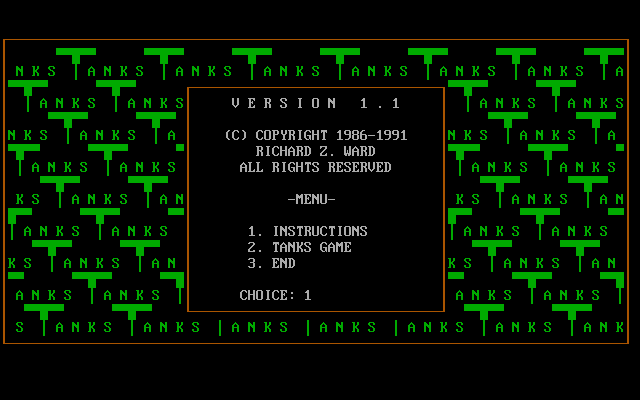 N K S T A N K S T A N K S T A N K S T A N K S T A N K S T A N K S T A
T A N K S T A N K S V E R S I O N 1 . 1 S T A N K S T A N K S
N K S T A N K S T A (C) COPYRIGHT 1986-1991 N K S T A N K S T A
RICHARD Z. WARD
T A N K S T A N K S ALL RIGHTS RESERVED T A N K S T A N K S
K S T A N K S T A N -MENU- K S T A N K S T A N
T A N K S T A N K S 1. INSTRUCTIONS T A N K S T A N K S
2. TANKS GAME
K S T A N K S T A N 3. END K S T A N K S T A N
A N K S T A N K S T CHOICE: 1 A N K S T A N K S T
S T A N K S T A N K S T A N K S T A N K S T A N K S T A N K S T A N K